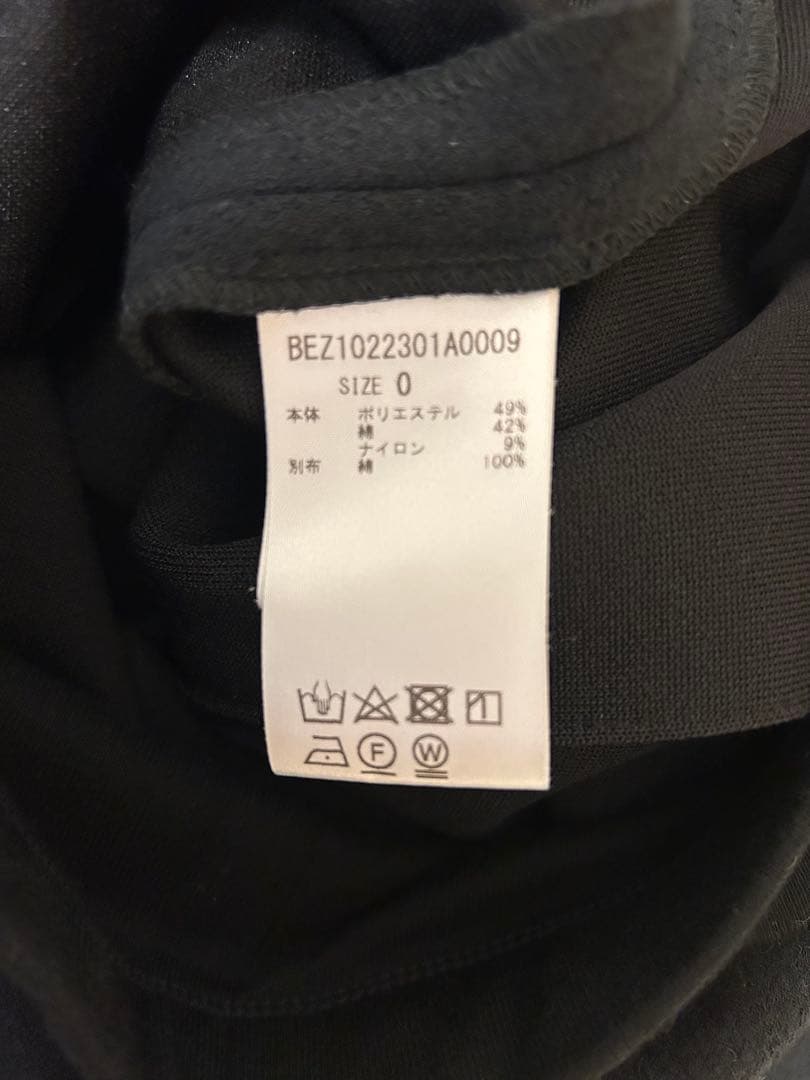 BEZ1022301A0009
SIZE 0
本体 ポリエステル 49%
綿 42%
ナイロン 9%
別布 綿 100%
F W